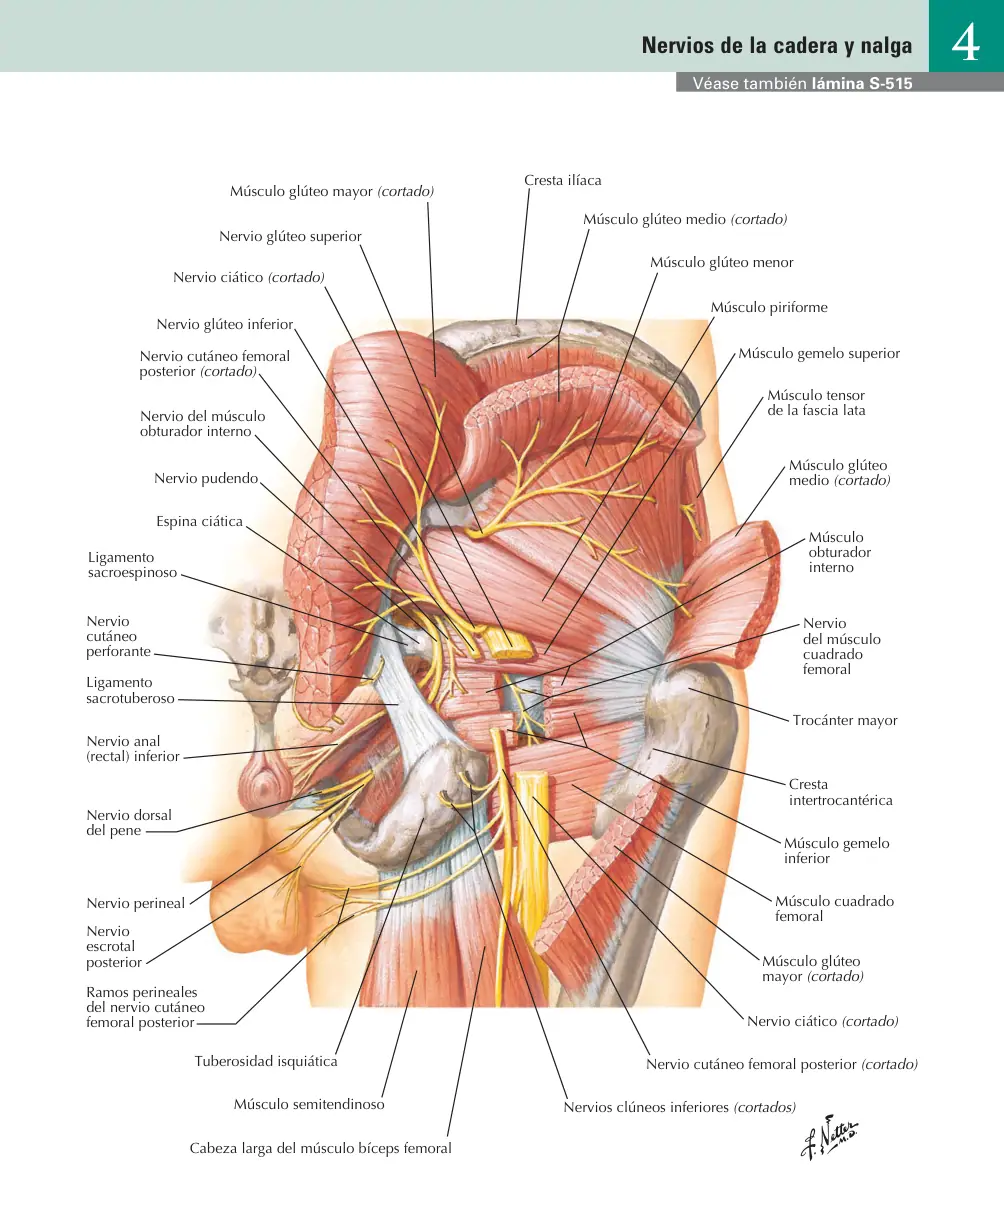 Nervios de la cadera y nalga
4
Véase también lámina S-515
Músculo glúteo mayor (cortado)
Nervio glúteo superior
Nervio ciático (cortado)
Nervio glúteo inferior
Nervio cutáneo femoral
posterior (cortado)
Nervio del músculo
obturador interno
Nervio pudendo
Espina ciática
Ligamento
sacroespinoso
Nervio
cutáneo
perforante
Ligamento
sacrotuberoso
Nervio anal
(rectal) inferior
Nervio dorsal
del pene
Nervio perineal
Nervio
escrotal
posterior
Ramos perineales
del nervio cutáneo
femoral posterior
Tuberosidad isquiática
Músculo semitendinoso
Cabeza larga del músculo bíceps femoral
Cresta ilíaca
Músculo glúteo medio (cortado)
Músculo glúteo menor
Músculo piriforme
Músculo gemelo superior
Músculo tensor
de la fascia lata
Músculo glúteo
medio (cortado)
Músculo
obturador
interno
Nervio
del músculo
cuadrado
femoral
Trocánter mayor
Cresta
intertrocantérica
Músculo gemelo
inferior
Músculo cuadrado
femoral
Músculo glúteo
mayor (cortado)
Nervio ciático (cortado)
Nervio cutáneo femoral posterior (cortado)
Nervios clúneos inferiores (cortados)
F. Netter
M.D.